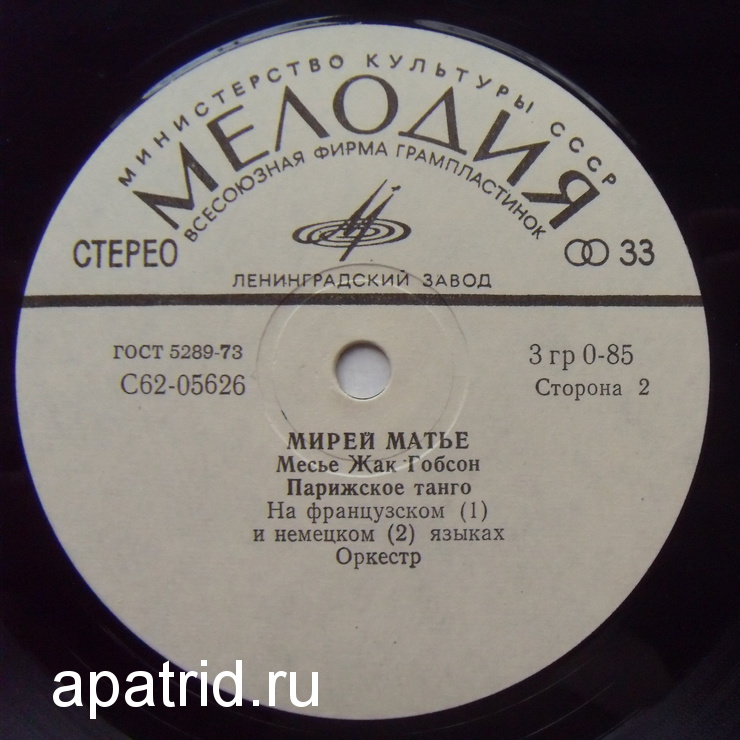 МИНИСТЕРСТВО КУЛЬТУРЫ СССР
МЕЛОДИЯ
ВСЕСОЮЗНАЯ ФИРМА ГРАМПЛАСТИНОК
СТЕРЕО
33
ЛЕНИНГРАДСКИЙ ЗАВОД
ГОСТ 5289-73
3 гр 0-85
С62-05626
Сторона 2
МИРЕЙ МАТЬЕ
Месье Жак Гобсон
Парижское танго
На французском (1)
и немецком (2) языках
Оркестр
apatrid.ru